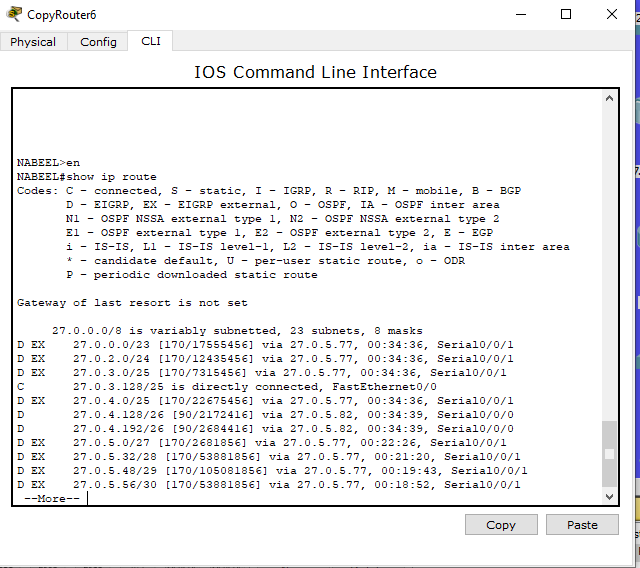 CopyRouter6
Physical Config CLI
IOS Command Line Interface
NABEEL>en
NABEEL#show ip route
Codes: C - connected, S - static, I - IGRP, R - RIP, M - mobile, B - BGP
D - EIGRP, EX - EIGRP external, O - OSPF, IA - OSPF inter area
N1 - OSPF NSSA external type 1, N2 - OSPF NSSA external type 2
E1 - OSPF external type 1, E2 - OSPF external type 2, E - EGP
i - IS-IS, L1 - IS-IS level-1, L2 - IS-IS level-2, ia - IS-IS inter area
* - candidate default, U - per-user static route, o - ODR
P - periodic downloaded static route
Gateway of last resort is not set
27.0.0.0/8 is variably subnetted, 23 subnets, 8 masks
D EX 27.0.0.0/23 [170/17555456] via 27.0.5.77, 00:34:36, Serial0/0/1
D EX 27.0.2.0/24 [170/12435456] via 27.0.5.77, 00:34:36, Serial0/0/1
D EX 27.0.3.0/25 [170/7315456] via 27.0.5.77, 00:34:36, Serial0/0/1
C 27.0.3.128/25 is directly connected, FastEthernet0/0
D EX 27.0.4.0/25 [170/22675456] via 27.0.5.77, 00:34:36, Serial0/0/1
D 27.0.4.128/26 [90/2172416] via 27.0.5.82, 00:34:39, Serial0/0/0
D 27.0.4.192/26 [90/2684416] via 27.0.5.82, 00:34:39, Serial0/0/0
D EX 27.0.5.0/27 [170/2681856] via 27.0.5.77, 00:22:26, Serial0/0/1
D EX 27.0.5.32/28 [170/53881856] via 27.0.5.77, 00:21:20, Serial0/0/1
D EX 27.0.5.48/29 [170/105081856] via 27.0.5.77, 00:19:43, Serial0/0/1
D EX 27.0.5.56/30 [170/53881856] via 27.0.5.77, 00:18:52, Serial0/0/1
--More--
Copy Paste